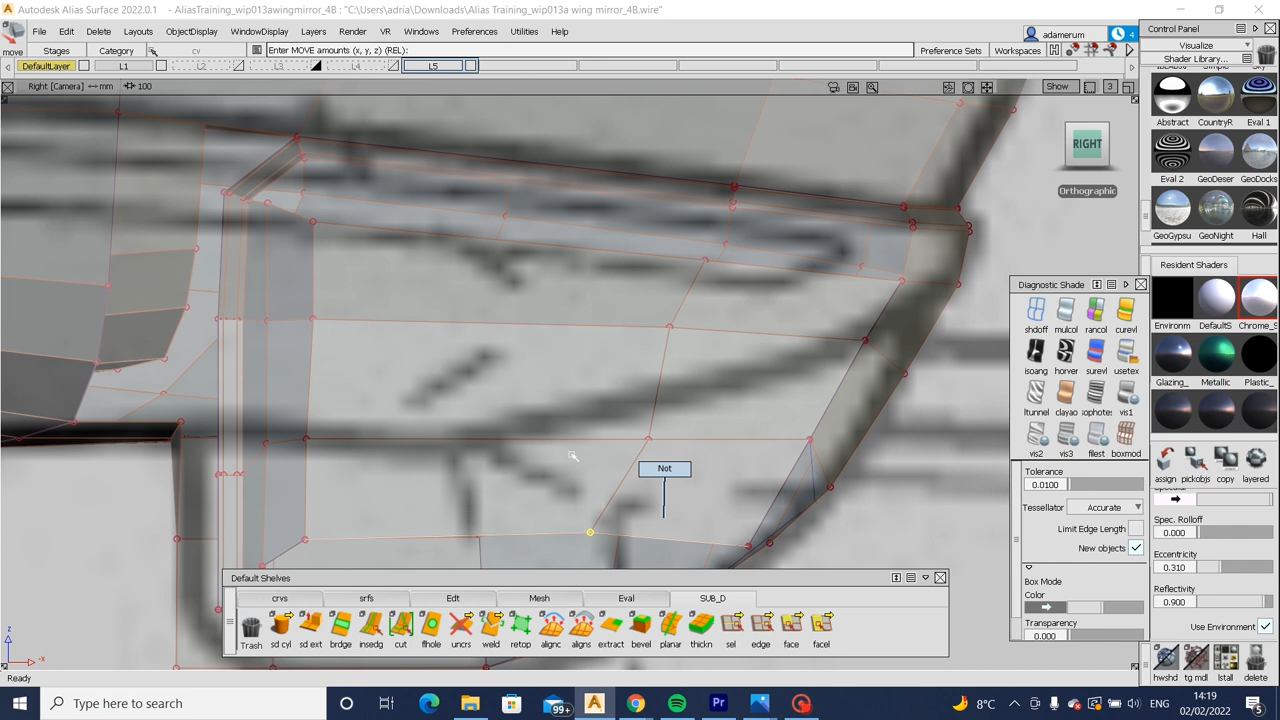 Autodesk Alias Surface 2022.0.1 - AliasTraining_wip013awingmirror_4B : "C:\Users\adria\Downloads\Alias Training_wip013a wing mirror_4B.wire"
File Edit Delete Layouts ObjectDisplay WindowDisplay Layers Render VR Windows Preferences Utilities Help
adamerum 4
move Stages Category cv Enter MOVE amounts (x, y, z) (REL): Preference Sets Workspaces
DefaultLayer L1 L2 L3 L4 L5
Right [Camera] mm 100 Show 3
RIGHT
Orthographic
Not
Control Panel
Visualize
Shader Library...
Abstract CountryR Eval 1
Eval 2 GeoDeser GeoDocks
GeoGypsu GeoNight Hall
Resident Shaders
Environm DefaultS Chrome_S
Glazing_ Metallic Plastic_
assign pickobjs copy layered
Spec. Rolloff
0.000
Eccentricity
0.310
Reflectivity
0.900
Use Environment
hwshd tg mdl lstall delete
Diagnostic Shade
shdoff mulcol rancol curevl
isoang horver surevl usetex
ltunnel clayao isophotes vis1
vis2 vis3 filest boxmod
Tolerance
0.0100
Tessellator Accurate
Limit Edge Length
New objects
Box Mode
Color
Transparency
0.000
Default Shelves
crvs srfs Edt Mesh Eval SUB_D
Trash sd cyl sd ext brdge insedg cut flhole uncrs weld retop alignc aligns extract bevel planar thickn sel edge face facel
z
-x
Ready
Type here to search
99+
8°C
14:19
02/02/2022
5